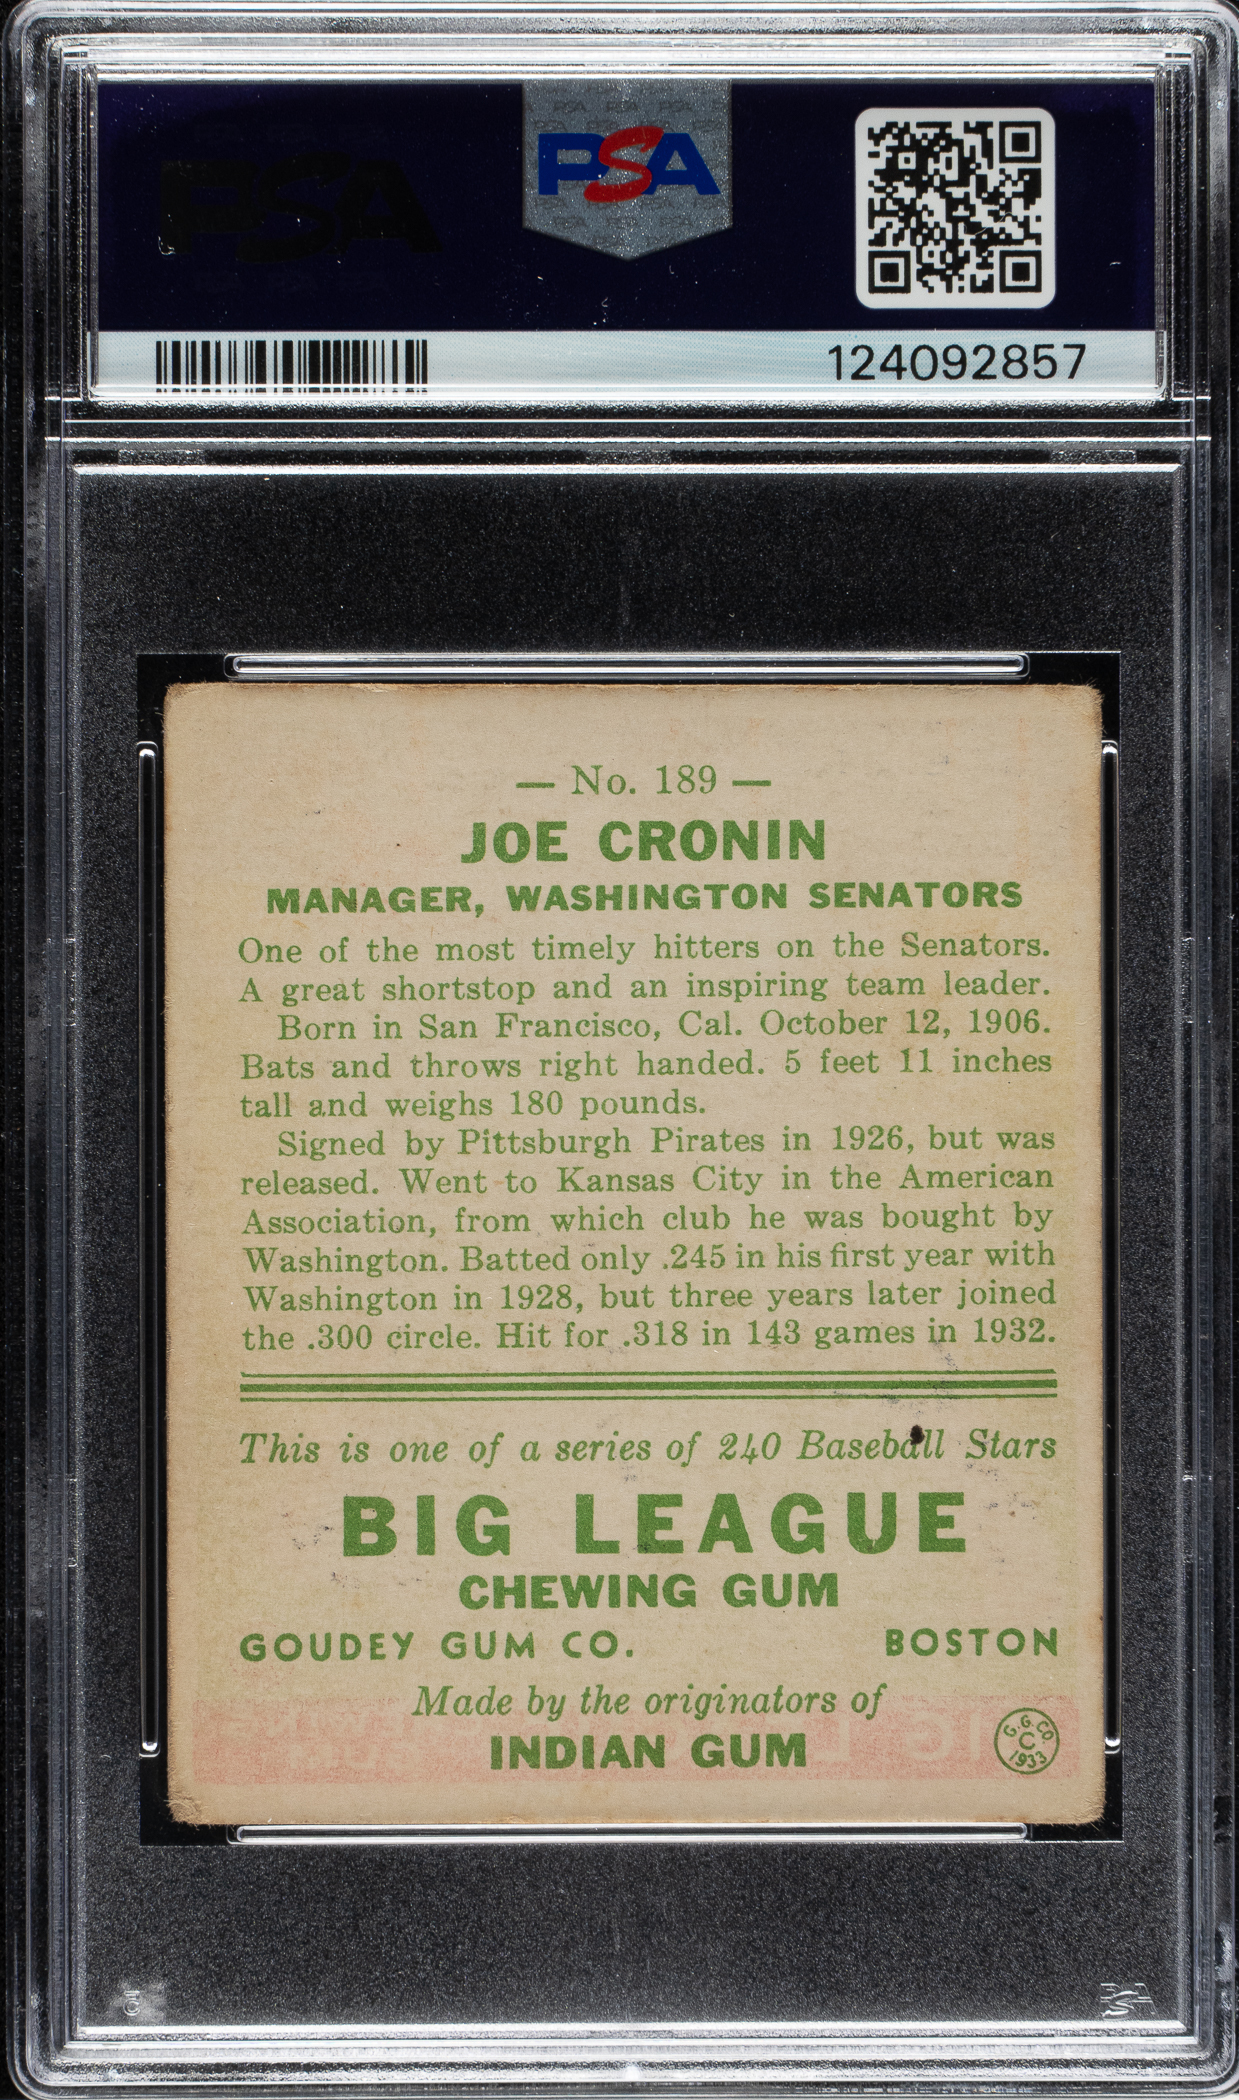 PSA
PSA
124092857
— No. 189 —
JOE CRONIN
MANAGER, WASHINGTON SENATORS
One of the most timely hitters on the Senators.
A great shortstop and an inspiring team leader.
Born in San Francisco, Cal. October 12, 1906.
Bats and throws right handed. 5 feet 11 inches
tall and weighs 180 pounds.
Signed by Pittsburgh Pirates in 1926, but was
released. Went to Kansas City in the American
Association, from which club he was bought by
Washington. Batted only .245 in his first year with
Washington in 1928, but three years later joined
the .300 circle. Hit for .318 in 143 games in 1932.
This is one of a series of 240 Baseball Stars
BIG LEAGUE
CHEWING GUM
GOUDEY GUM CO. BOSTON
Made by the originators of
INDIAN GUM
G.G.CO.
C
1933